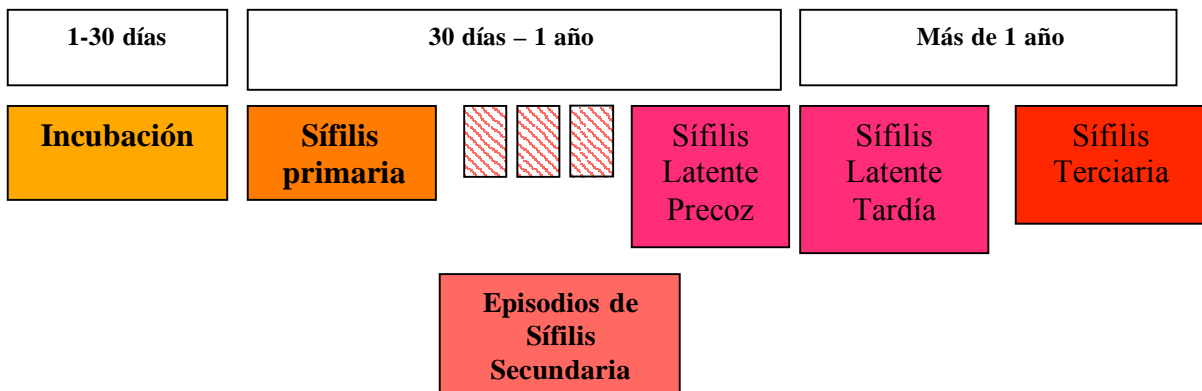 1-30 días
30 días – 1 año
Más de 1 año
Incubación
Sífilis
primaria
Sífilis
Latente
Precoz
Sífilis
Latente
Tardía
Sífilis
Terciaria
Episodios de
Sífilis
Secundaria